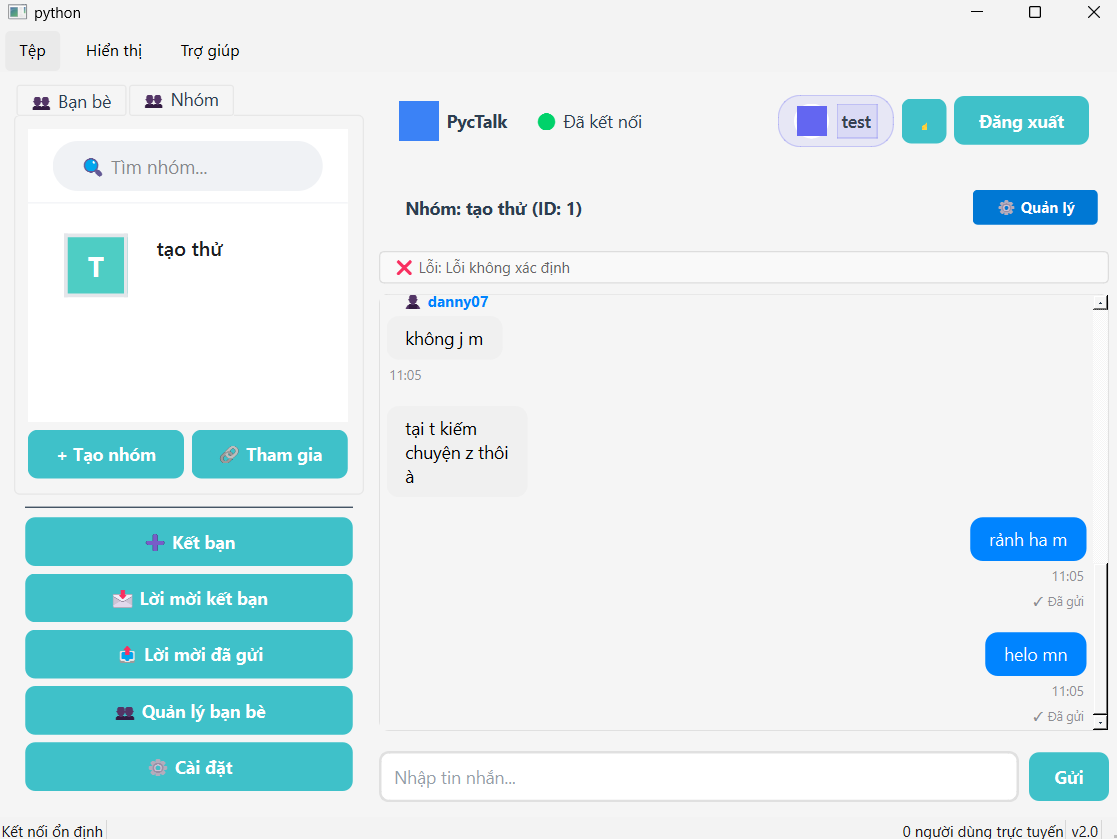 python
Tệp Hiển thị Trợ giúp
Bạn bè Nhóm
Tìm nhóm...
T tạo thử
+ Tạo nhóm Tham gia
Kết bạn
Lời mời kết bạn
Lời mời đã gửi
Quản lý bạn bè
Cài đặt
PycTalk Đã kết nối test Đăng xuất
Nhóm: tạo thử (ID: 1) Quản lý
❌ Lỗi: Lỗi không xác định
danny07
không j m
11:05
tại t kiếm
chuyện z thôi
à
rảnh ha m
11:05
✓ Đã gửi
helo mn
11:05
✓ Đã gửi
Nhập tin nhắn... Gửi
Kết nối ổn định 0 người dùng trực tuyến v2.0